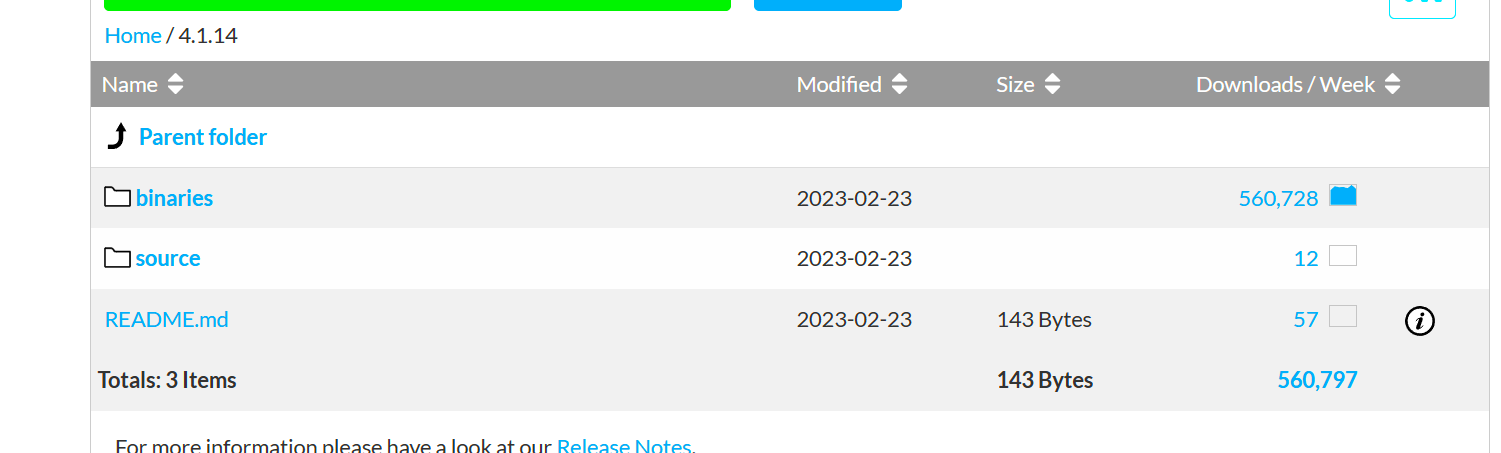 Home / 4.1.14
Name Modified Size Downloads / Week
Parent folder
binaries 2023-02-23 560,728
source 2023-02-23 12
README.md 2023-02-23 143 Bytes 57
Totals: 3 Items 143 Bytes 560,797
For more information please have a look at our Release Notes.